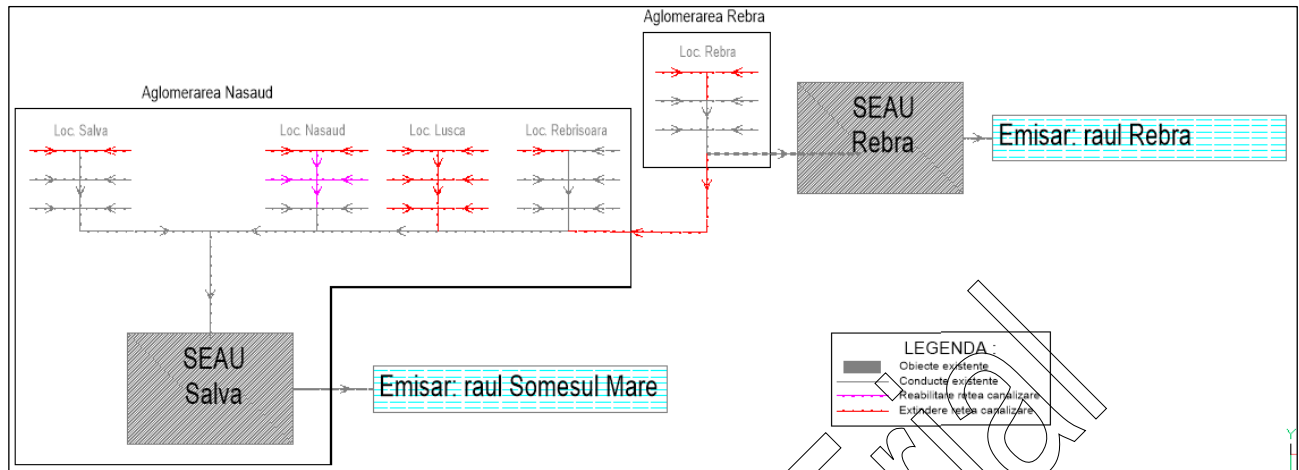 Aglomerarea Rebra
Loc. Rebra
Aglomerarea Nasaud
Loc. Salva
Loc. Nasaud
Loc. Lusca
Loc. Rebrisoara
SEAU
Rebra
Emisar: raul Rebra
SEAU
Salva
Emisar: raul Somesul Mare
LEGENDA :
Obiecte existente
Conducte existente
Reabilitare retea canalizare
Extindere retea canalizare
Y